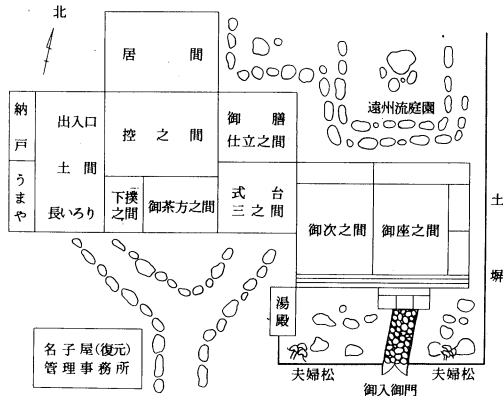 北
居間
納戸
出入口
土間
長いろり
うまや
控之間
御膳
仕立之間
下撲
之間
御茶方之間
式台
三之間
遠州流庭園
御次之間
御座之間
土塀
湯殿
名子屋(復元)
管理事務所
夫婦松
御入御門
夫婦松